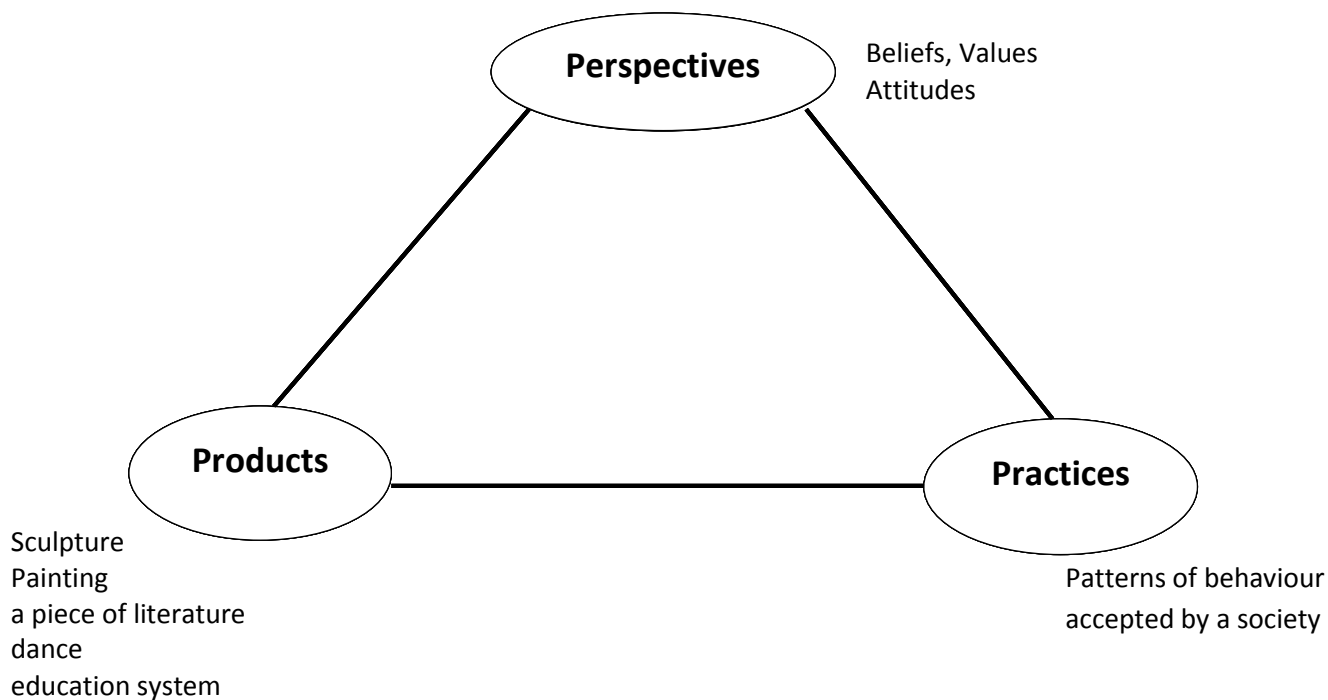 Perspectives
Beliefs, Values
Attitudes
Products
Practices
Sculpture
Painting
a piece of literature
dance
education system
Patterns of behaviour
accepted by a society